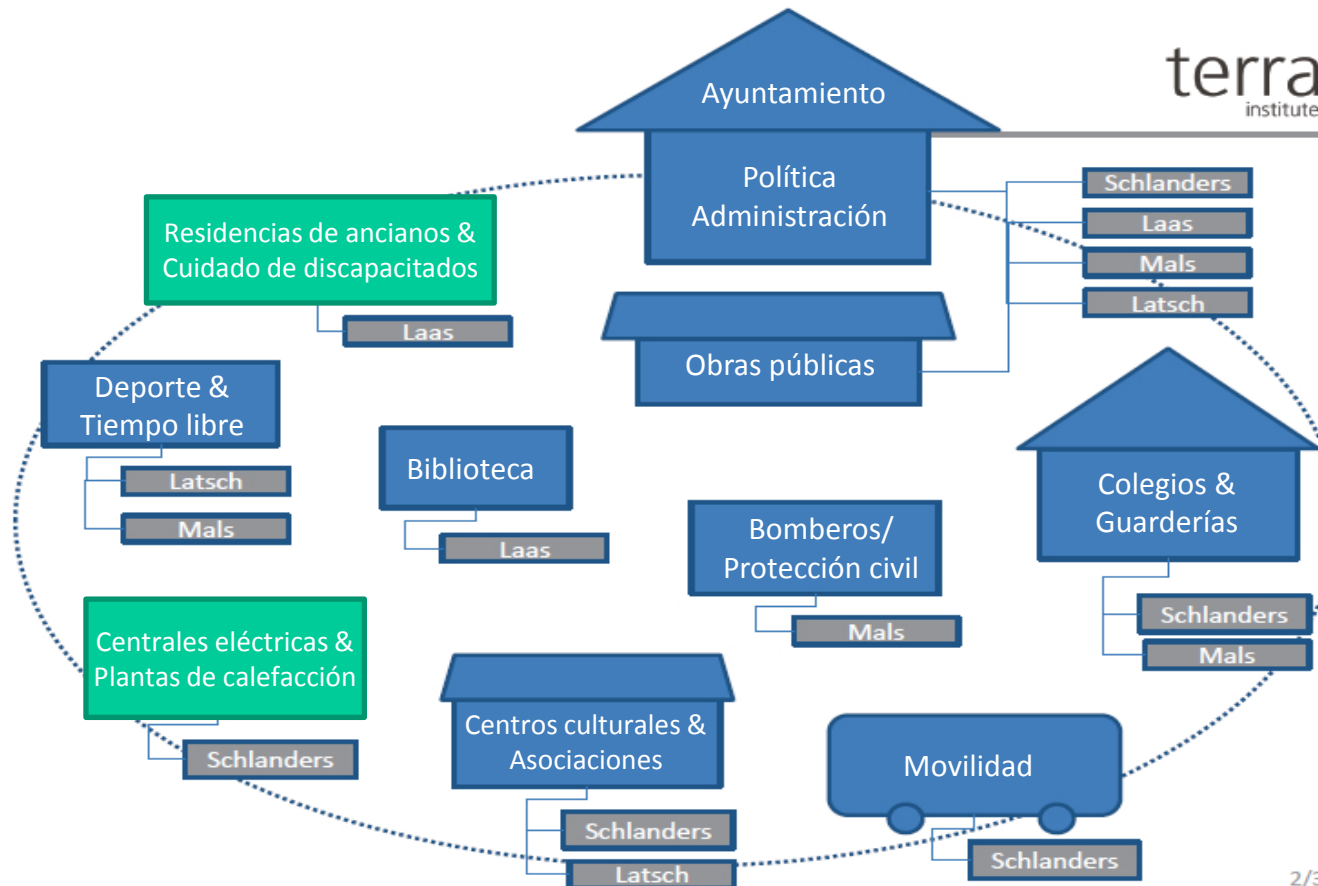 terra
institute
Ayuntamiento
Política
Administración
Schlanders
Laas
Mals
Latsch
Residencias de ancianos &
Cuidado de discapacitados
Laas
Obras públicas
Deporte &
Tiempo libre
Latsch
Mals
Biblioteca
Laas
Bomberos/
Protección civil
Mals
Colegios &
Guarderías
Schlanders
Mals
Centrales eléctricas &
Plantas de calefacción
Schlanders
Centros culturales &
Asociaciones
Schlanders
Latsch
Movilidad
Schlanders
2/3